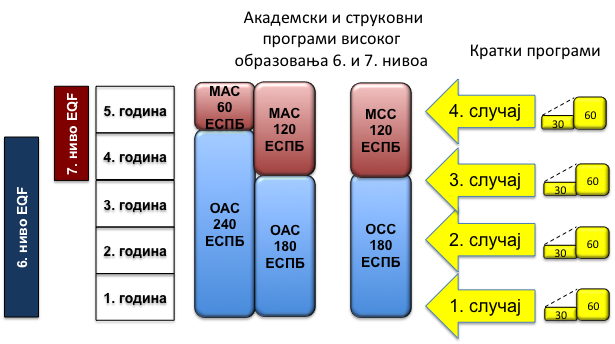 Академски и струковни
програми високог
образовања 6. и 7. нивоа
Кратки програми
6. ниво EQF
7. ниво EQF
5. година
4. година
3. година
2. година
1. година
МАС
60
ЕСПБ
ОАС
240
ЕСПБ
МАС
120
ЕСПБ
ОАС
180
ЕСПБ
МСС
120
ЕСПБ
ОСС
180
ЕСПБ
4. случај
30
60
3. случај
30
60
2. случај
30
60
1. случај
30
60